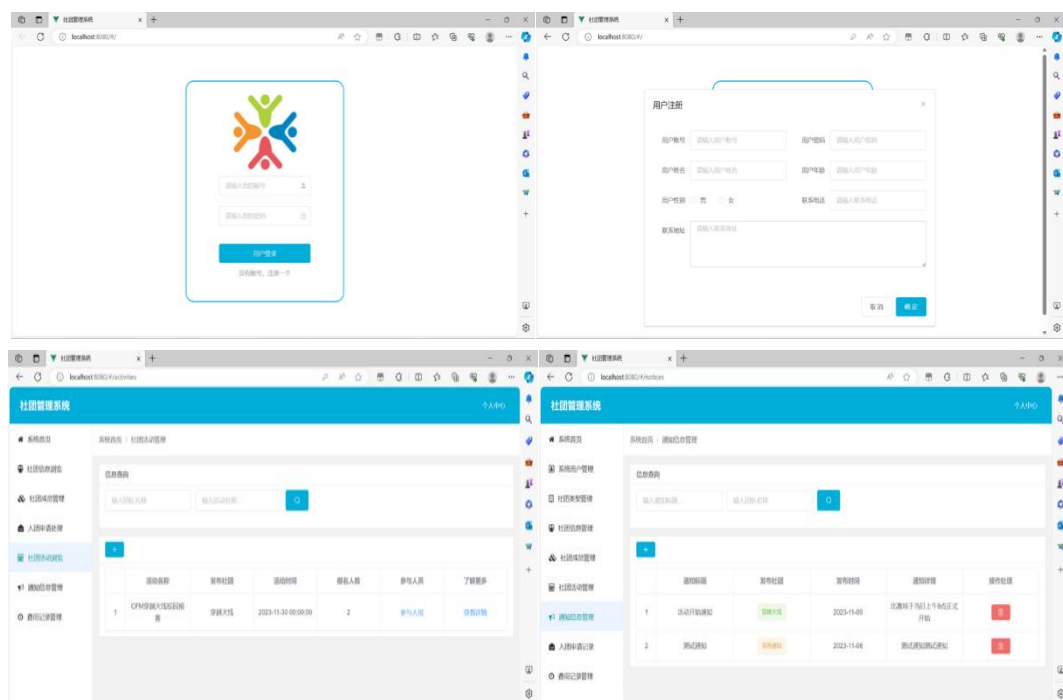 社团管理系统
localhost:8080/#/
请输入您的账号
请输入您的密码
用户登录
没有账号，注册一个
社团管理系统
localhost:8080/#/
用户注册
用户账号 请输入用户账号 用户密码 请输入用户密码
用户姓名 请输入用户姓名 用户年龄 请输入用户年龄
用户性别 男 女 联系电话 请输入联系电话
联系地址 请输入联系地址
取消 确定
社团管理系统
localhost:8080/#/activities
社团管理系统 个人中心
系统首页
社团信息浏览
社团成员管理
入团申请处理
社团活动浏览
通知信息管理
费用记录管理
系统首页 / 社团活动管理
信息查询
输入团队名称 输入活动名称
活动名称 发布社团 活动时间 报名人数 参与人员 了解更多
1 CFM穿越火线校园预赛 穿越火线 2023-11-30 00:00:00 2 参与人员 查看详情
社团管理系统
localhost:8080/#/notices
社团管理系统 个人中心
系统首页
系统用户管理
社团类型管理
社团信息管理
社团成员管理
社团活动管理
通知信息管理
入团申请记录
费用记录管理
系统首页 / 通知信息管理
信息查询
输入通知标题 输入团队名称
通知标题 发布社团 发布时间 通知详情 操作处理
1 活动开始通知 穿越火线 2023-11-09 比赛将于当日上午8点正式开始
2 测试通知 系统通知 2023-11-08 测试通知测试通知